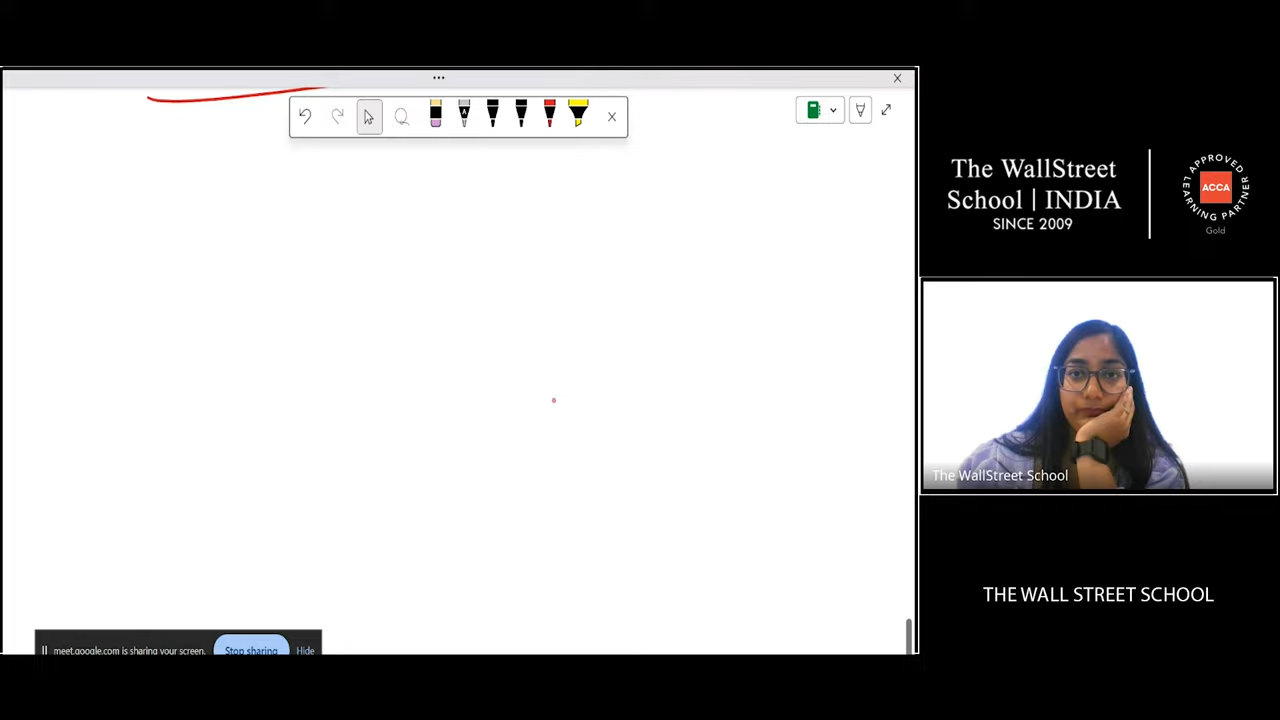 The WallStreet
School | INDIA
SINCE 2009
APPROVED
ACCA
LEARNING PARTNER
Gold
A
The WallStreet School
THE WALL STREET SCHOOL
meet.google.com is sharing your screen.
Stop sharing
Hide